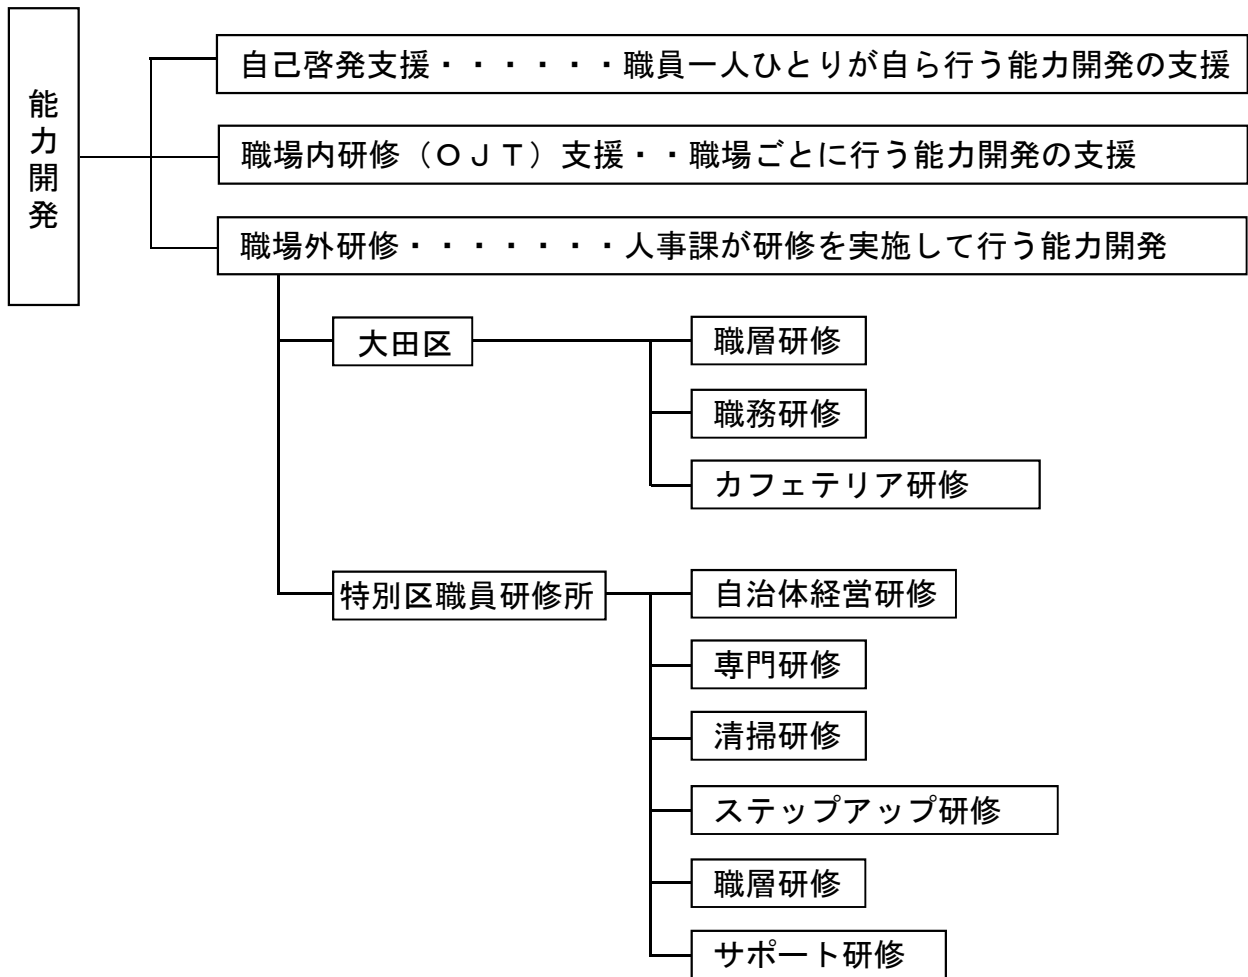 能力開発
自己啓発支援・・・・・・職員一人ひとりが自ら行う能力開発の支援
職場内研修（ＯＪＴ）支援・・職場ごとに行う能力開発の支援
職場外研修・・・・・・・人事課が研修を実施して行う能力開発
大田区
職層研修
職務研修
カフェテリア研修
特別区職員研修所
自治体経営研修
専門研修
清掃研修
ステップアップ研修
職層研修
サポート研修